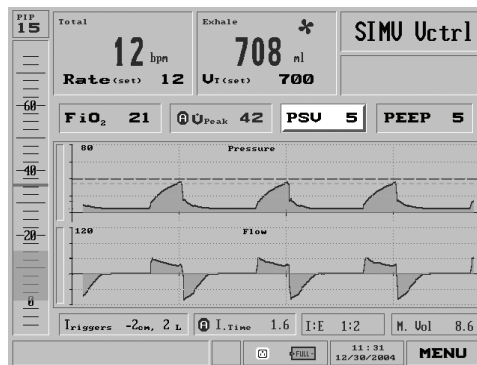 PIP
15
Total
12 bpm
Rate (set) 12
Exhale
708 ml
VT (set) 700
SIMV Vctrl
60
40
20
0
FiO2 21
A V̇Peak 42
PSV 5
PEEP 5
80
Pressure
120
Flow
Triggers -2cm, 2 L
A I.Time 1.6
I:E 1:2
M. Vol 8.6
FULL
11:31
12/30/2004
MENU